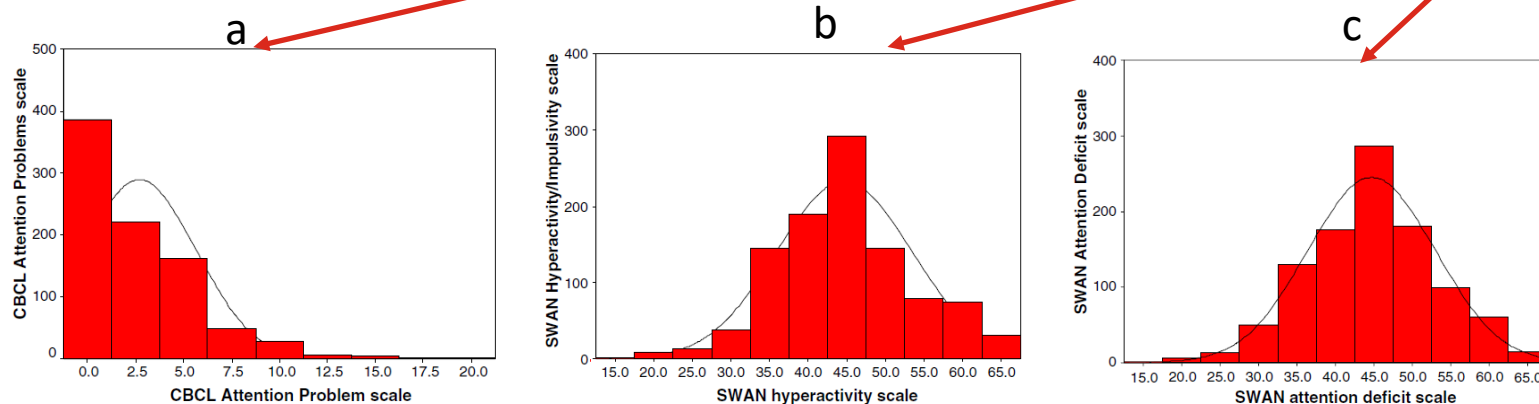 a
b
c
500
400
300
200
100
0
CBCL Attention Problems scale
0.0 2.5 5.0 7.5 10.0 12.5 15.0 17.5 20.0
CBCL Attention Problem scale
400
300
200
100
0
SWAN Hyperactivity/Impulsivity scale
15.0 20.0 25.0 30.0 35.0 40.0 45.0 50.0 55.0 60.0 65.0
SWAN hyperactivity scale
400
300
200
100
0
SWAN Attention Deficit scale
15.0 20.0 25.0 30.0 35.0 40.0 45.0 50.0 55.0 60.0 65.0
SWAN attention deficit scale